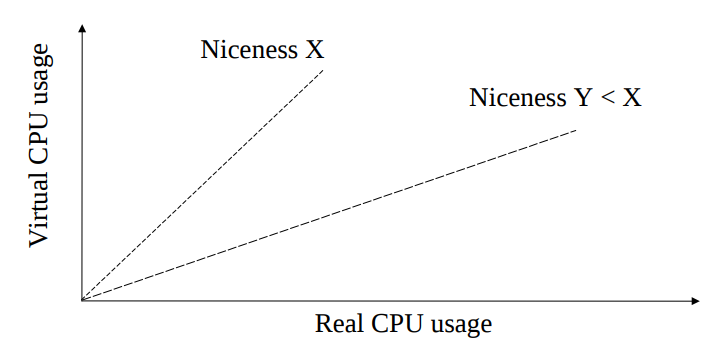 Niceness X
Niceness Y < X
Virtual CPU usage
Real CPU usage